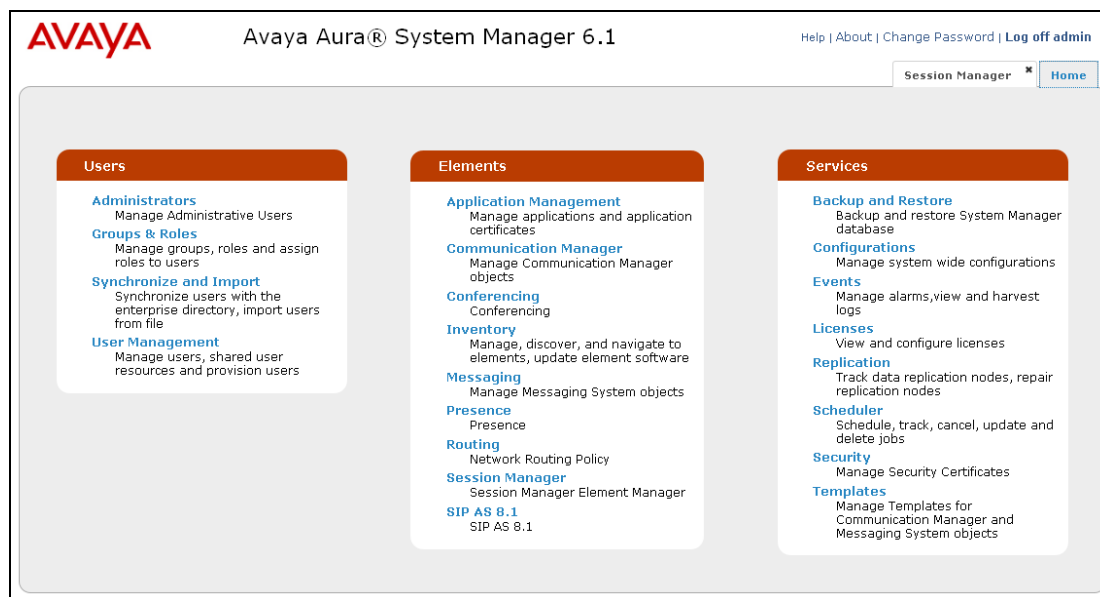 AVAYA
Avaya Aura® System Manager 6.1
Help | About | Change Password | Log off admin
Session Manager ✖
Home
Users
Administrators
Manage Administrative Users
Groups & Roles
Manage groups, roles and assign
roles to users
Synchronize and Import
Synchronize users with the
enterprise directory, import users
from file
User Management
Manage users, shared user
resources and provision users
Elements
Application Management
Manage applications and application
certificates
Communication Manager
Manage Communication Manager
objects
Conferencing
Conferencing
Inventory
Manage, discover, and navigate to
elements, update element software
Messaging
Manage Messaging System objects
Presence
Presence
Routing
Network Routing Policy
Session Manager
Session Manager Element Manager
SIP AS 8.1
SIP AS 8.1
Services
Backup and Restore
Backup and restore System Manager
database
Configurations
Manage system wide configurations
Events
Manage alarms,view and harvest
logs
Licenses
View and configure licenses
Replication
Track data replication nodes, repair
replication nodes
Scheduler
Schedule, track, cancel, update and
delete jobs
Security
Manage Security Certificates
Templates
Manage Templates for
Communication Manager and
Messaging System objects